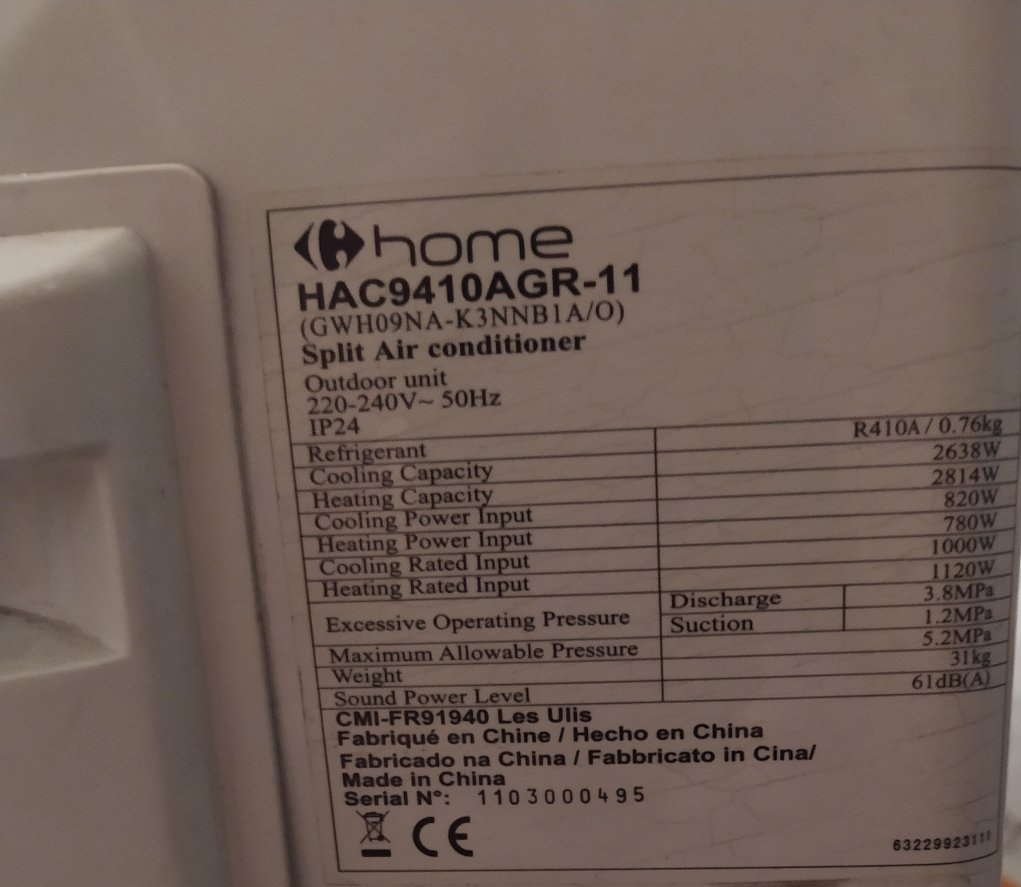 home
HAC9410AGR-11
(GWH09NA-K3NNB1A/O)
Split Air conditioner
Outdoor unit
220-240V~ 50Hz
IP24
Refrigerant R410A / 0.76kg
Cooling Capacity 2638W
Heating Capacity 2814W
Cooling Power Input 820W
Heating Power Input 780W
Cooling Rated Input 1000W
Heating Rated Input 1120W
Excessive Operating Pressure Discharge 3.8MPa
Suction 1.2MPa
Maximum Allowable Pressure 5.2MPa
Weight 31kg
Sound Power Level 61dB(A)
CMI-FR91940 Les Ulis
Fabriqué en Chine / Hecho en China
Fabricado na China / Fabbricato in Cina/
Made in China
Serial N°: 1103000495
CE